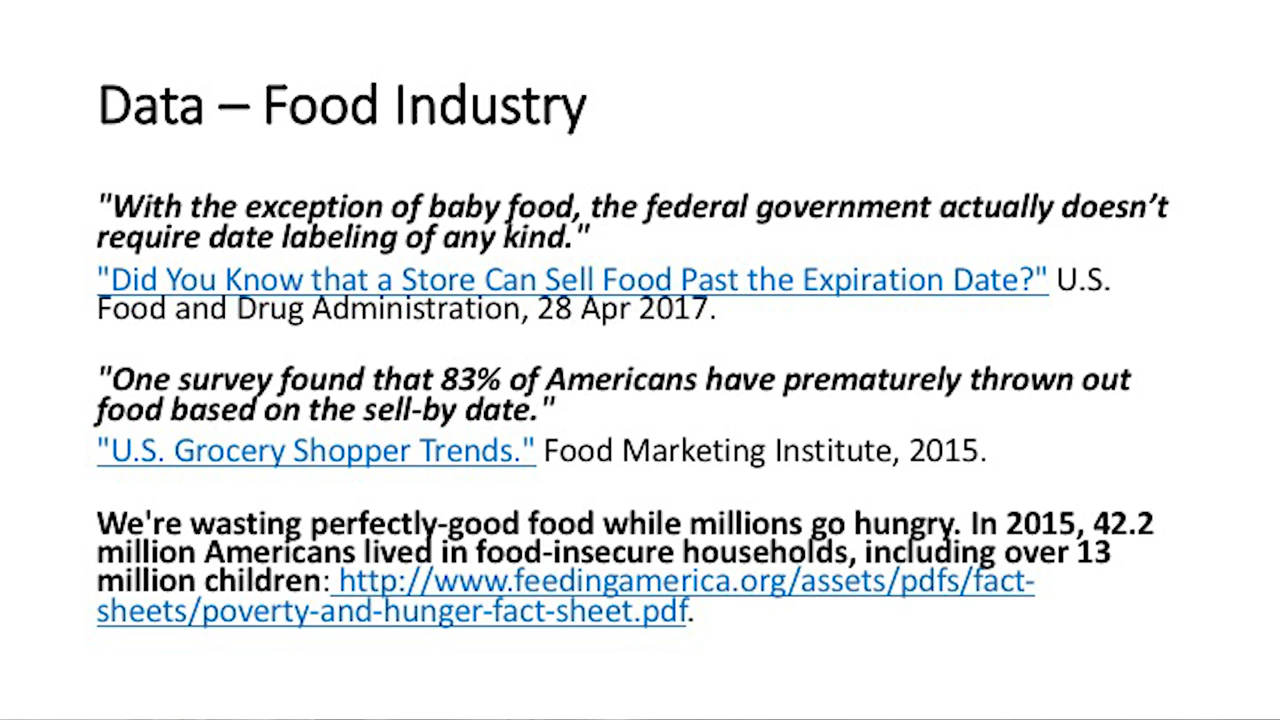 Data – Food Industry
"With the exception of baby food, the federal government actually doesn’t
require date labeling of any kind."
"Did You Know that a Store Can Sell Food Past the Expiration Date?" U.S.
Food and Drug Administration, 28 Apr 2017.
"One survey found that 83% of Americans have prematurely thrown out
food based on the sell-by date."
"U.S. Grocery Shopper Trends." Food Marketing Institute, 2015.
We're wasting perfectly-good food while millions go hungry. In 2015, 42.2
million Americans lived in food-insecure households, including over 13
million children: http://www.feedingamerica.org/assets/pdfs/fact-
sheets/poverty-and-hunger-fact-sheet.pdf.